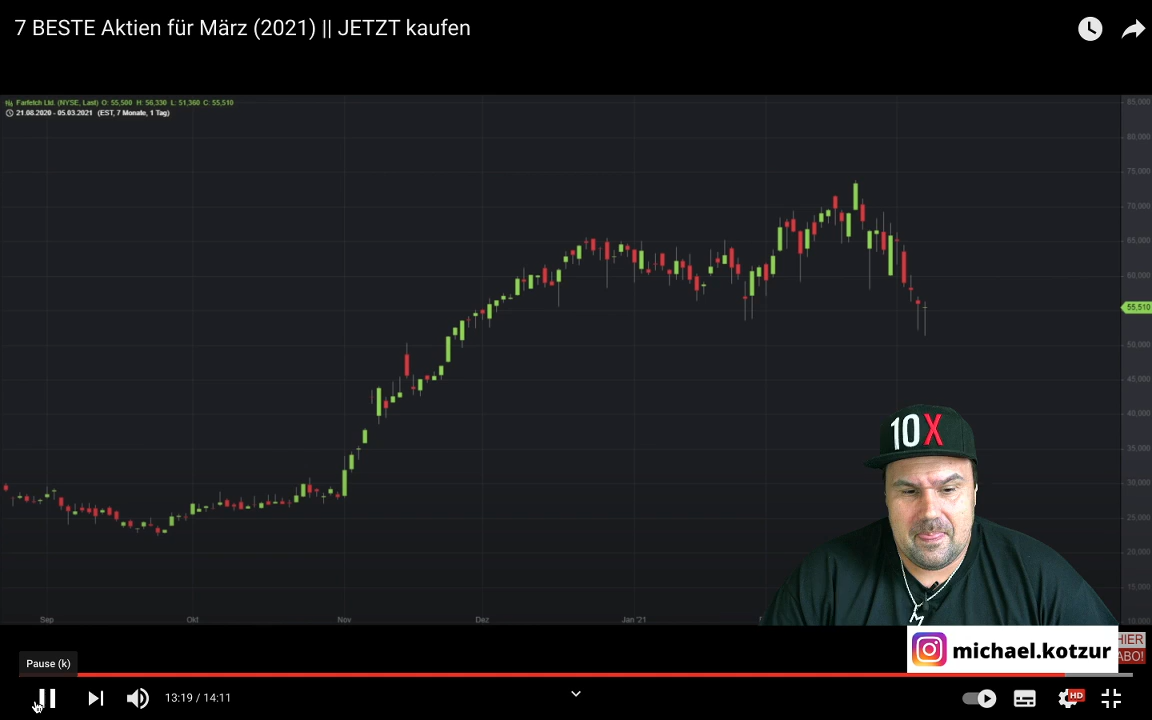 7 BESTE Aktien für März (2021) || JETZT kaufen
Farfetch Ltd. (NYSE, Last) O: 55,500 H: 56,330 L: 51,360 C: 55,510
21.08.2020 - 05.03.2021 (EST, 7 Monate, 1 Tag)
85,000
80,000
75,000
70,000
65,000
60,000
55,510
50,000
45,000
40,000
35,000
30,000
25,000
20,000
15,000
10,000
10X
Sep
Okt
Nov
Dez
Jan '21
HIER
ABO!
michael.kotzur
Pause (k)
13:19 / 14:11
HD